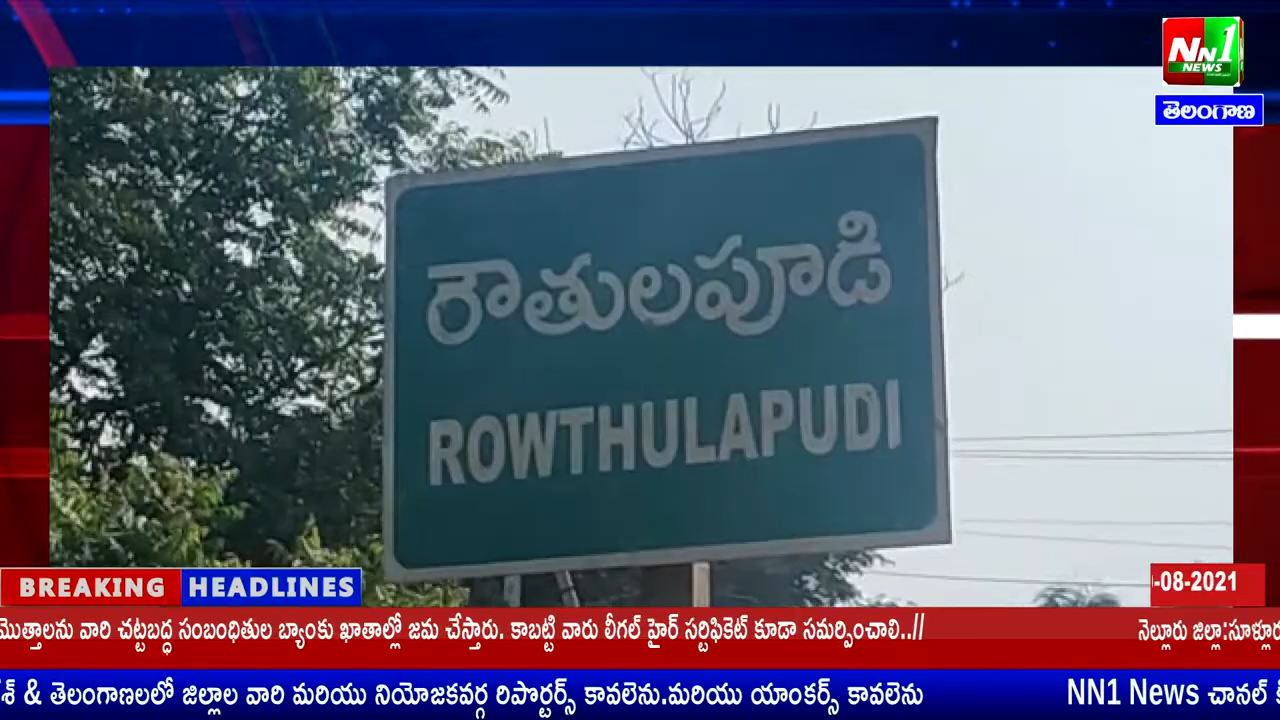 NN1
NEWS
తెలంగాణ
రౌతులపూడి
ROWTHULAPUDI
BREAKING HEADLINES
-08-2021
మొత్తాలను వారి చట్టబద్ధ సంబంధితుల బ్యాంకు ఖాతాల్లో జమ చేస్తారు. కాబట్టి వారు లీగల్ హైర్ సర్టిఫికెట్ కూడా సమర్పించాలి..// నెల్లూరు జిల్లా:సూళ్లూరు
& తెలంగాణలలో జిల్లాల వారి మరియు నియోజకవర్గ రిపొర్టర్స్ కావలెను.మరియు యాంకర్స్ కావలెను NN1 News చానల్